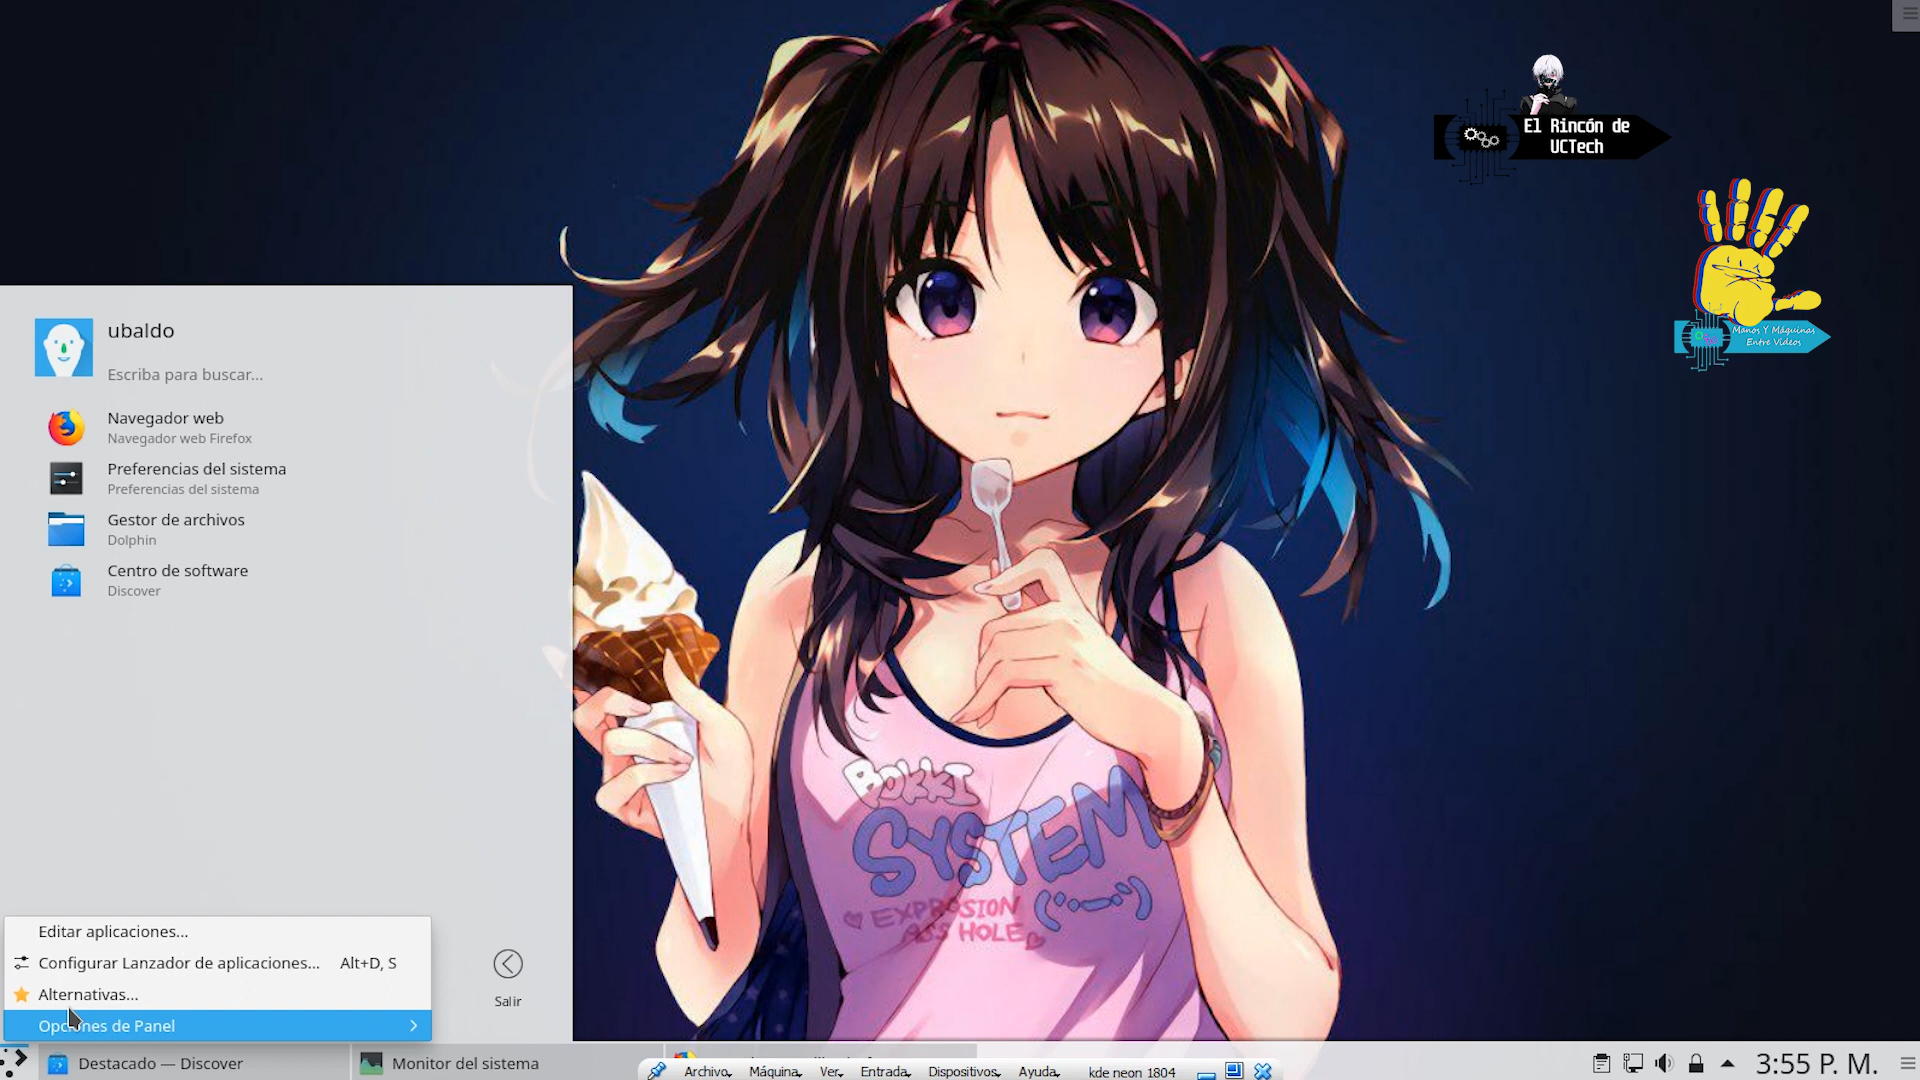 El Rincón de
UCTech
Manos Y Máquinas
Entre Videos
ubaldo
Escriba para buscar...
Navegador web
Navegador web Firefox
Preferencias del sistema
Preferencias del sistema
Gestor de archivos
Dolphin
Centro de software
Discover
BOKKI
SYSTEM
EXPROSION
ASS HOLE
Editar aplicaciones...
Configurar Lanzador de aplicaciones... Alt+D, S
Alternativas...
Opciones de Panel
Salir
Destacado — Discover
Monitor del sistema
Archivo
Máquina
Ver
Entrada
Dispositivos
Ayuda
kde neon 1804
3:55 P. M.